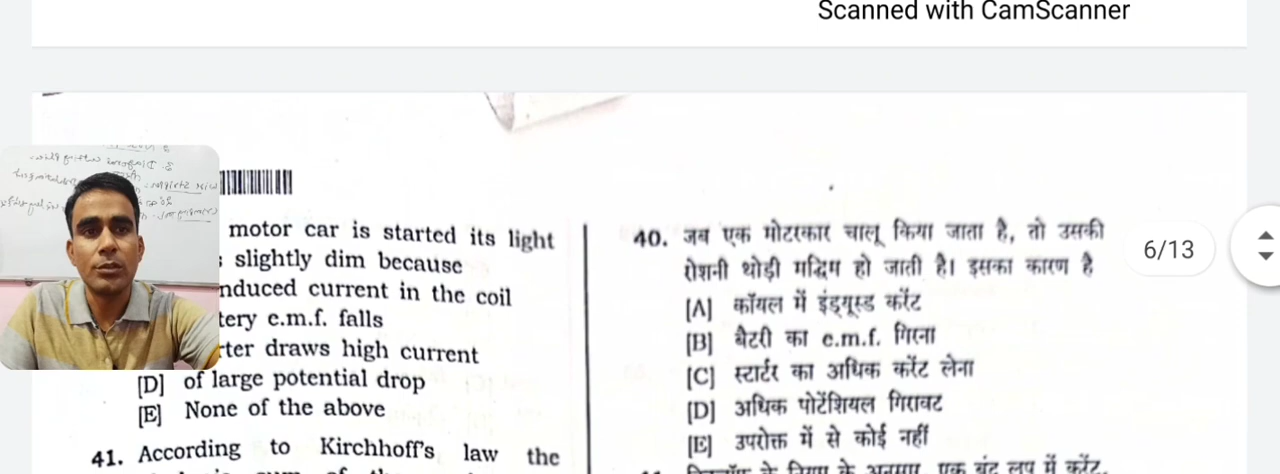 Scanned with CamScanner
motor car is started its light
slightly dim because
nduced current in the coil
tery e.m.f. falls
rter draws high current
[D] of large potential drop
[E] None of the above
41. According to Kirchhoff's law the
40. जब एक मोटरकार चालू किया जाता है, तो उसकी
रोशनी थोड़ी मद्धिम हो जाती है। इसका कारण है
[A] कॉयल में इंड्यूस्ड करेंट
[B] बैटरी का e.m.f. गिरना
[C] स्टार्टर का अधिक करेंट लेना
[D] अधिक पोटेंशियल गिरावट
[E] उपरोक्त में से कोई नहीं
6/13